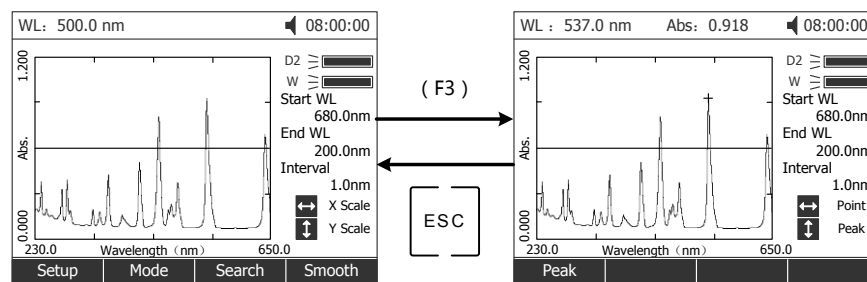 WL: 500.0 nm 08:00:00
1.200
Abs.
0.000
D2
W
Start WL
680.0nm
End WL
200.0nm
Interval
1.0nm
X Scale
Y Scale
230.0 Wavelength（nm） 650.0
Setup Mode Search Smooth
（F3）
ESC
WL : 537.0 nm Abs: 0.918 08:00:00
1.200
Abs.
0.000
D2
W
Start WL
680.0nm
End WL
200.0nm
Interval
1.0nm
Point
Peak
230.0 Wavelength（nm） 650.0
Peak